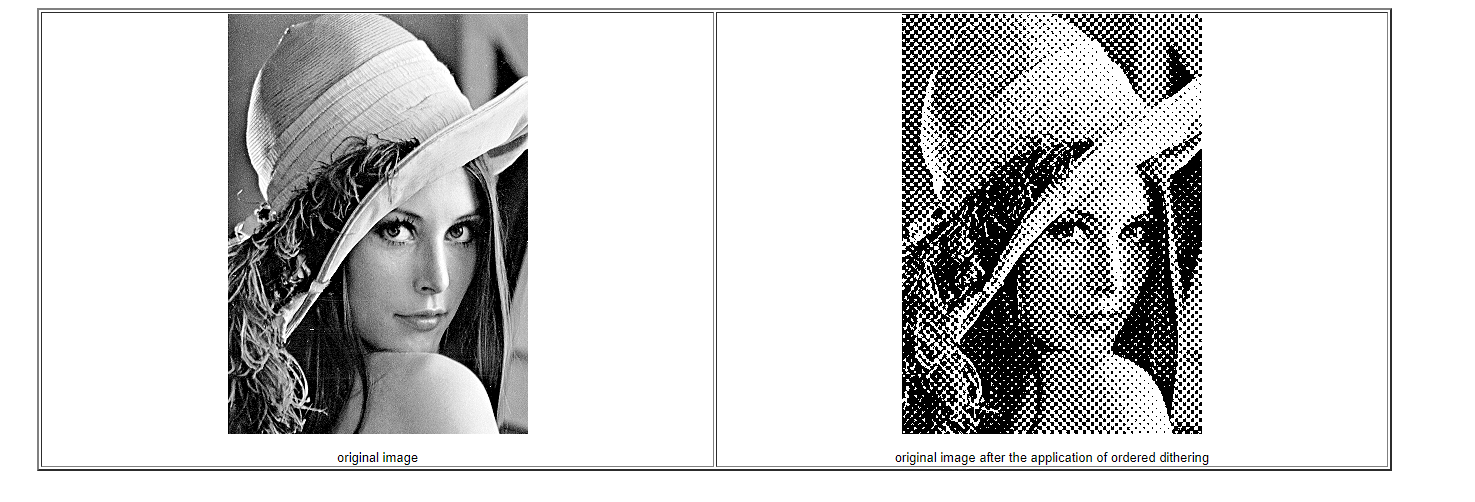 original image
original image after the application of ordered dithering